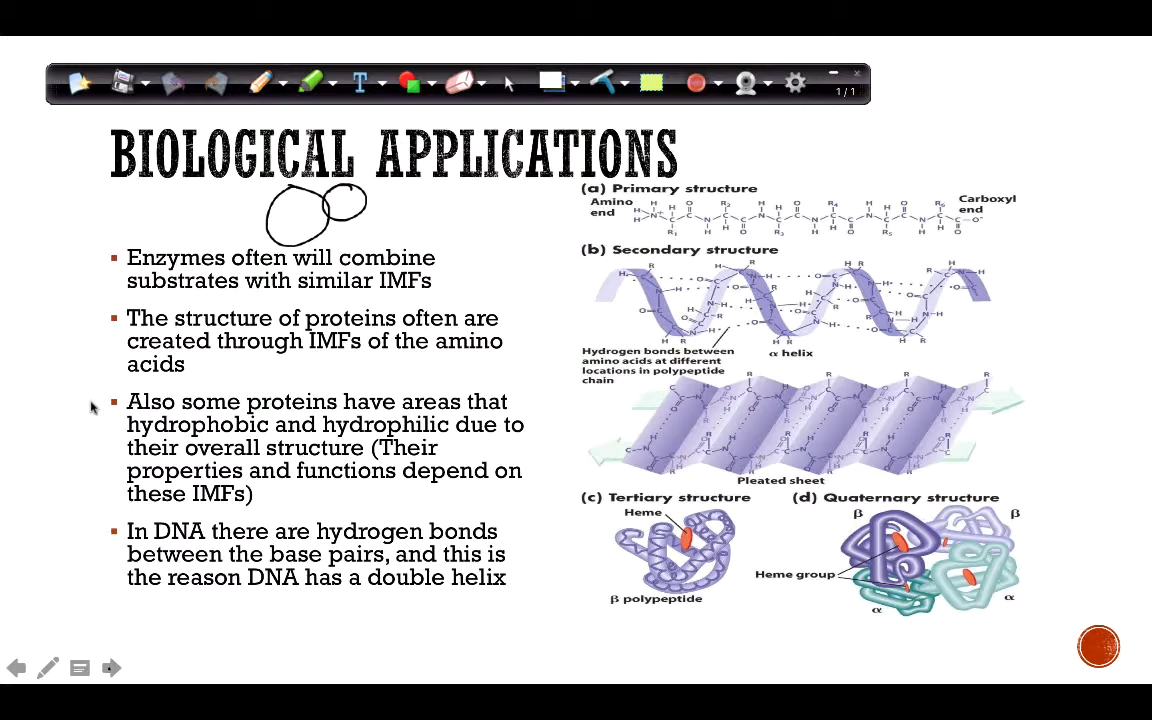 1 / 1
BIOLOGICAL APPLICATIONS
Enzymes often will combine
substrates with similar IMFs
The structure of proteins often are
created through IMFs of the amino
acids
Also some proteins have areas that
hydrophobic and hydrophilic due to
their overall structure (Their
properties and functions depend on
these IMFs)
In DNA there are hydrogen bonds
between the base pairs, and this is
the reason DNA has a double helix
(a) Primary structure
Amino
end
Carboxyl
end
(b) Secondary structure
Hydrogen bonds between
amino acids at different
locations in polypeptide
chain
α helix
Pleated sheet
(c) Tertiary structure
Heme
β polypeptide
(d) Quaternary structure
β
β
Heme group
α
α